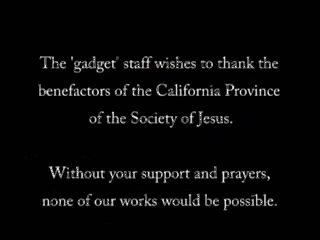 The 'gadget' staff wishes to thank the
benefactors of the California Province
of the Society of Jesus.
Without your support and prayers,
none of our works would be possible.